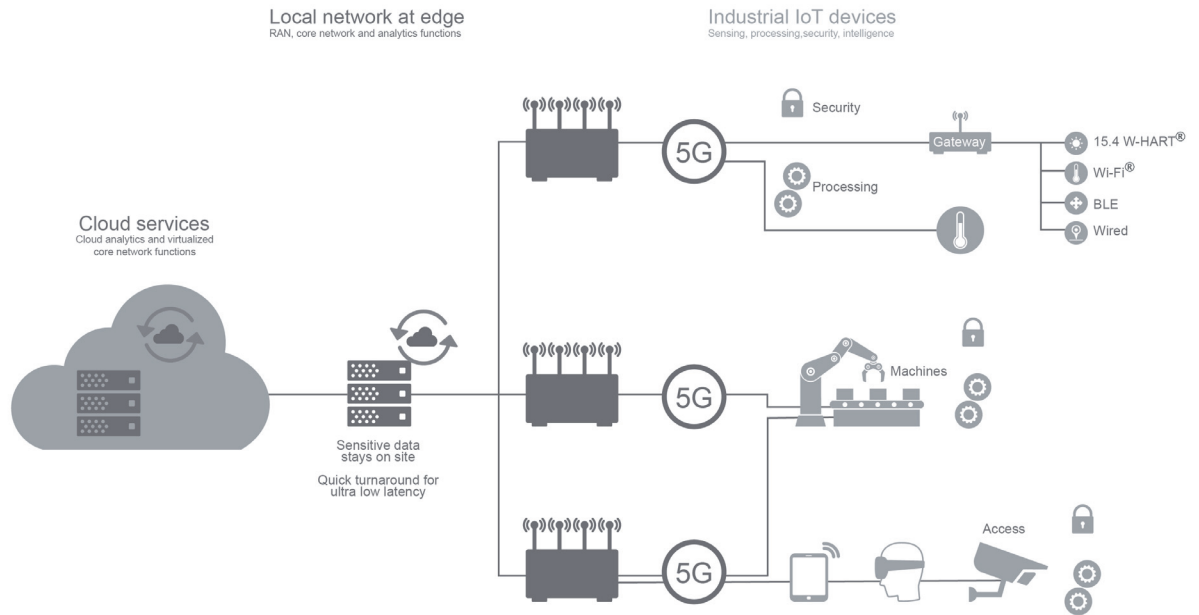 Local network at edge
RAN, core network and analytics functions
Industrial IoT devices
Sensing, processing,security, intelligence
Security
5G
Gateway
15.4 W-HART®
Wi-Fi®
BLE
Wired
Processing
Cloud services
Cloud analytics and virtualized
core network functions
Sensitive data
stays on site
Quick turnaround for
ultra low latency
5G
Machines
5G
Access